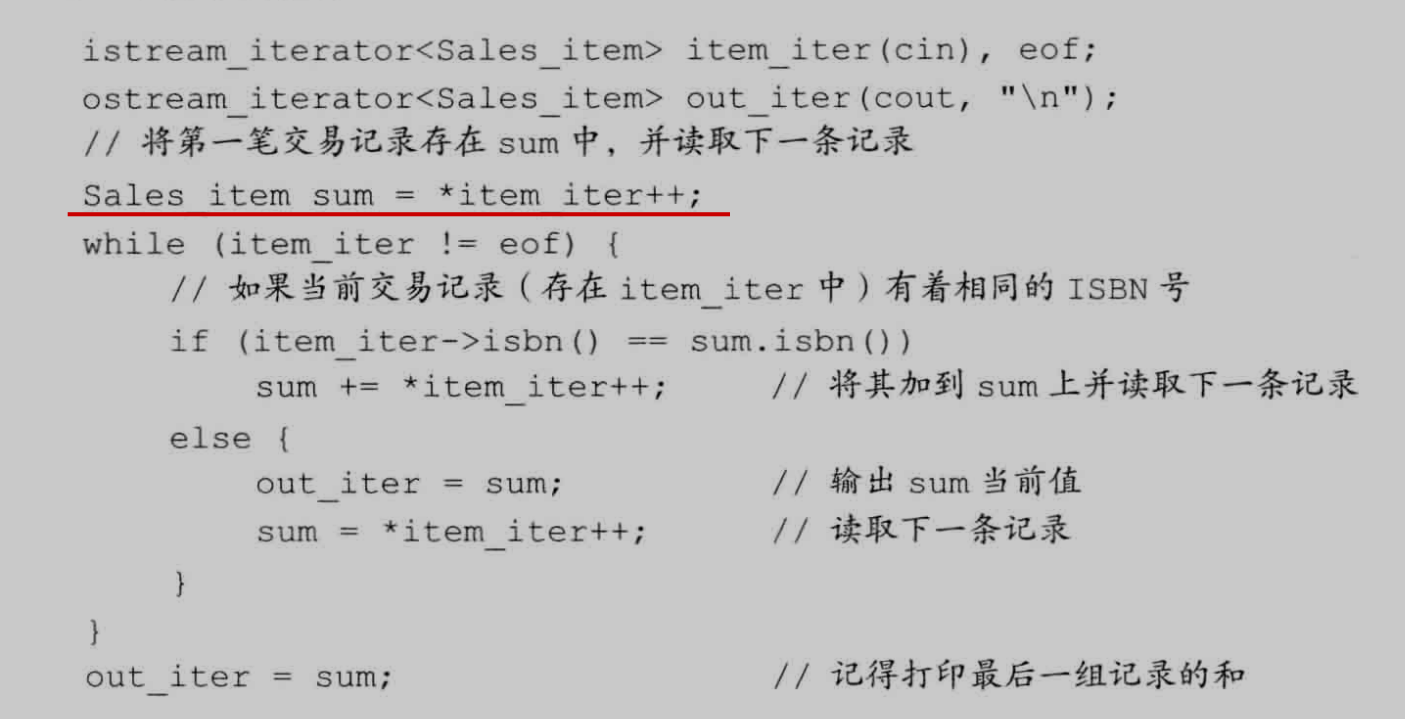 istream_iterator<Sales_item> item_iter(cin), eof;
ostream_iterator<Sales_item> out_iter(cout, "\n");
// 将第一笔交易记录存在 sum 中，并读取下一条记录
Sales_item sum = *item_iter++;
while (item_iter != eof) {
// 如果当前交易记录（存在 item_iter 中）有着相同的 ISBN 号
if (item_iter->isbn() == sum.isbn())
sum += *item_iter++; // 将其加到 sum 上并读取下一条记录
else {
out_iter = sum; // 输出 sum 当前值
sum = *item_iter++; // 读取下一条记录
}
}
out_iter = sum; // 记得打印最后一组记录的和